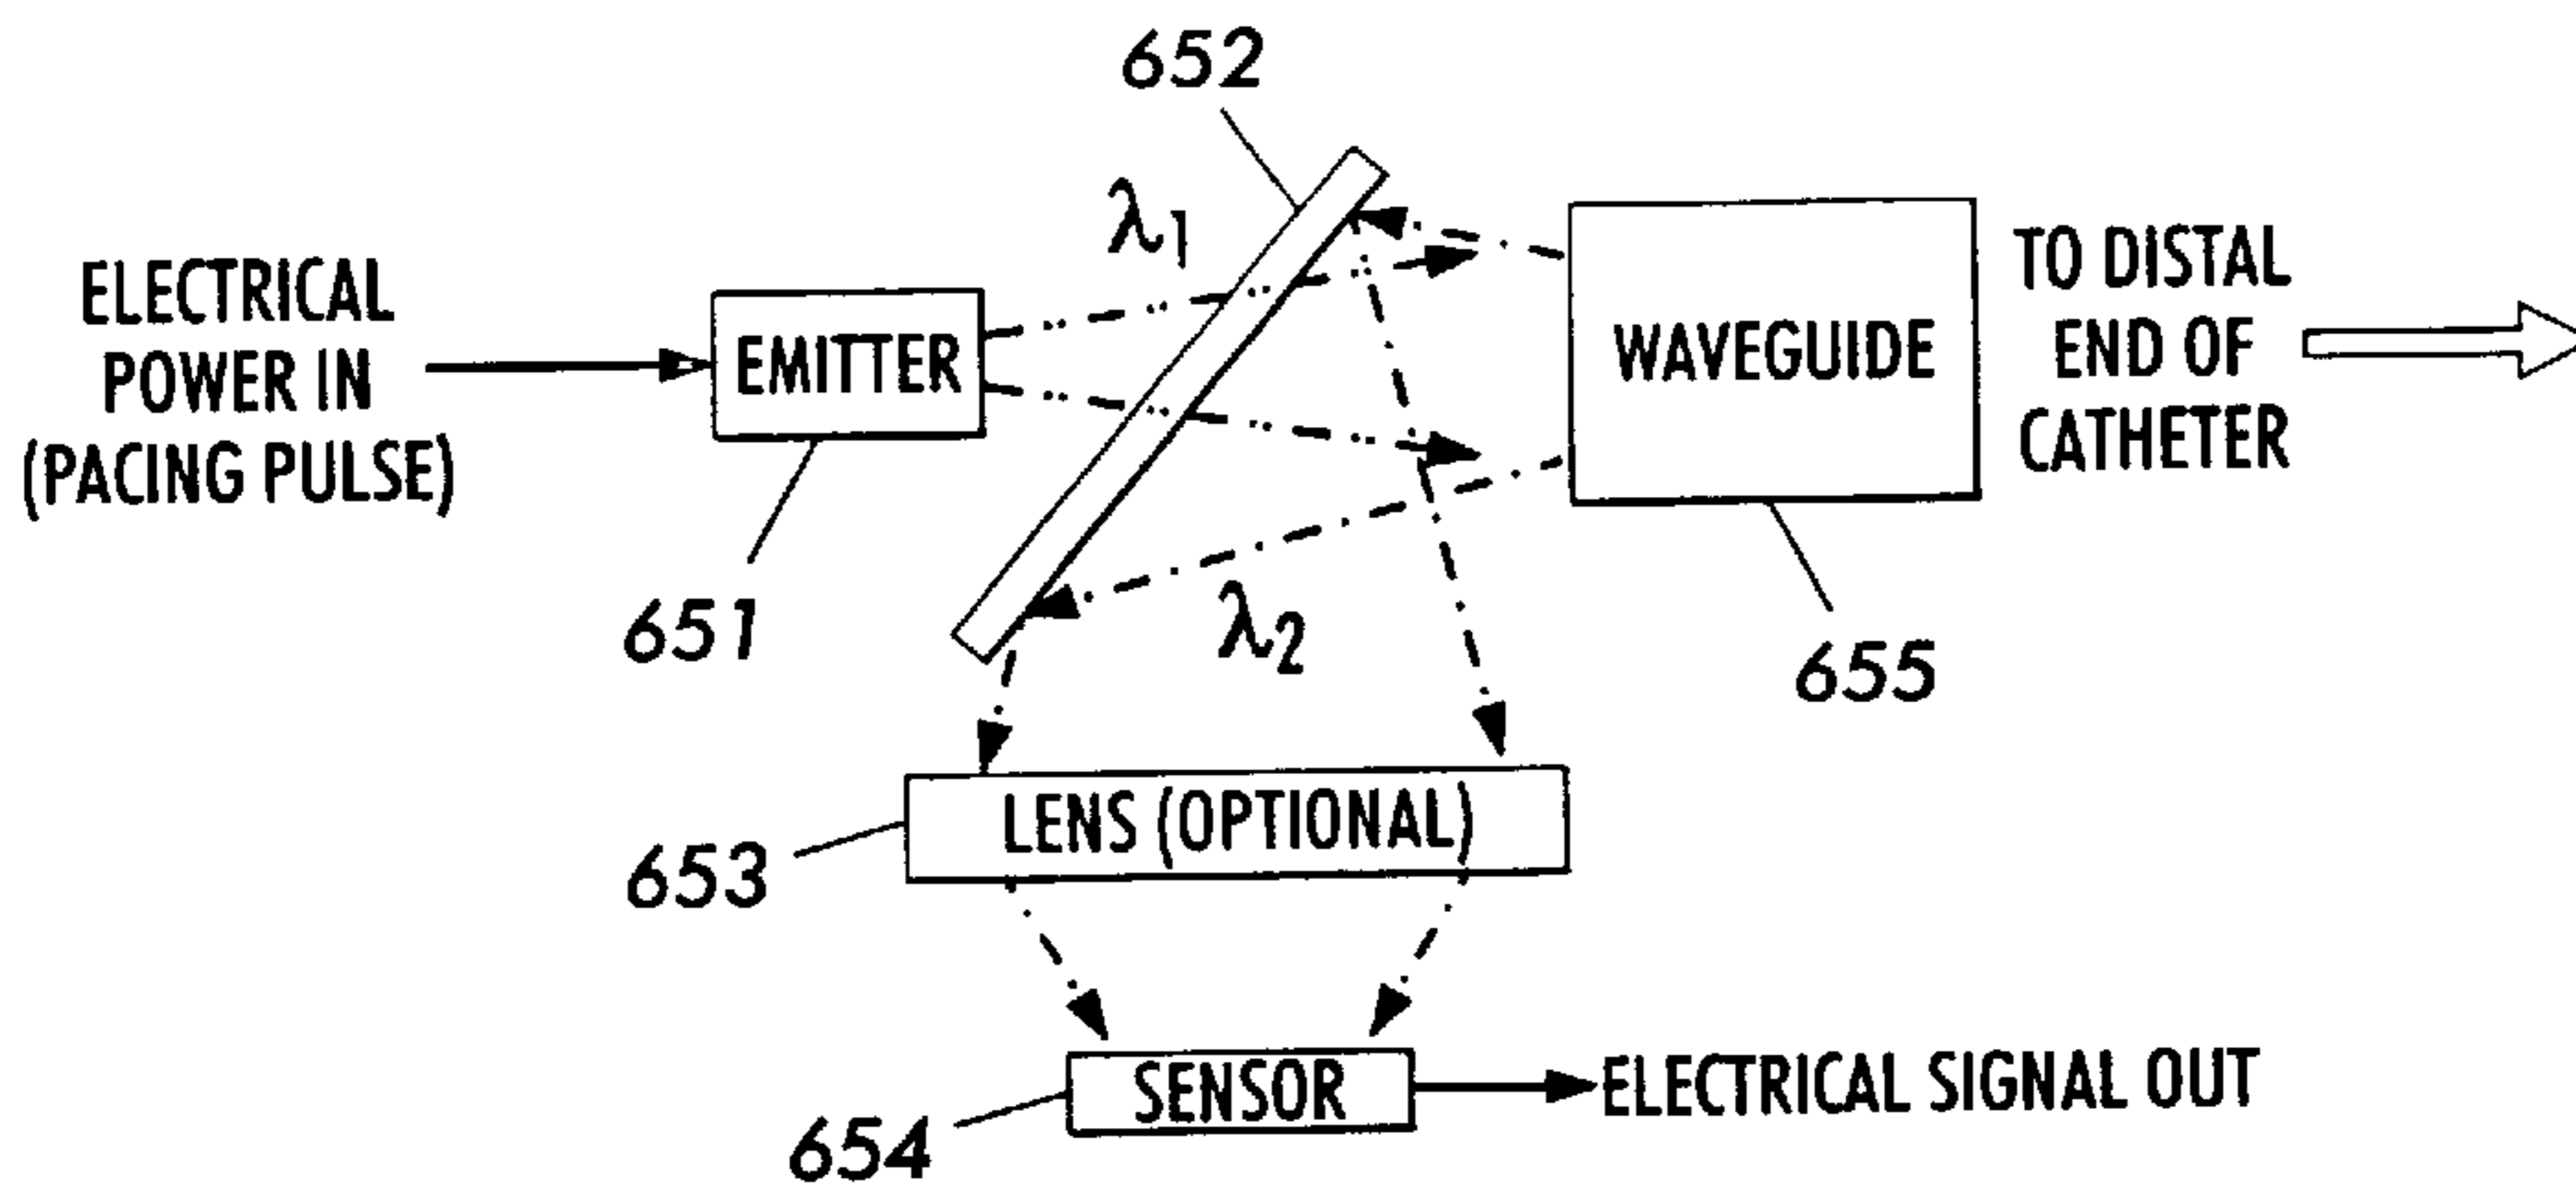 652
λ1
ELECTRICAL
POWER IN
(PACING PULSE)
EMITTER
WAVEGUIDE
TO DISTAL
END OF
CATHETER
651
λ2
655
LENS (OPTIONAL)
653
SENSOR
ELECTRICAL SIGNAL OUT
654